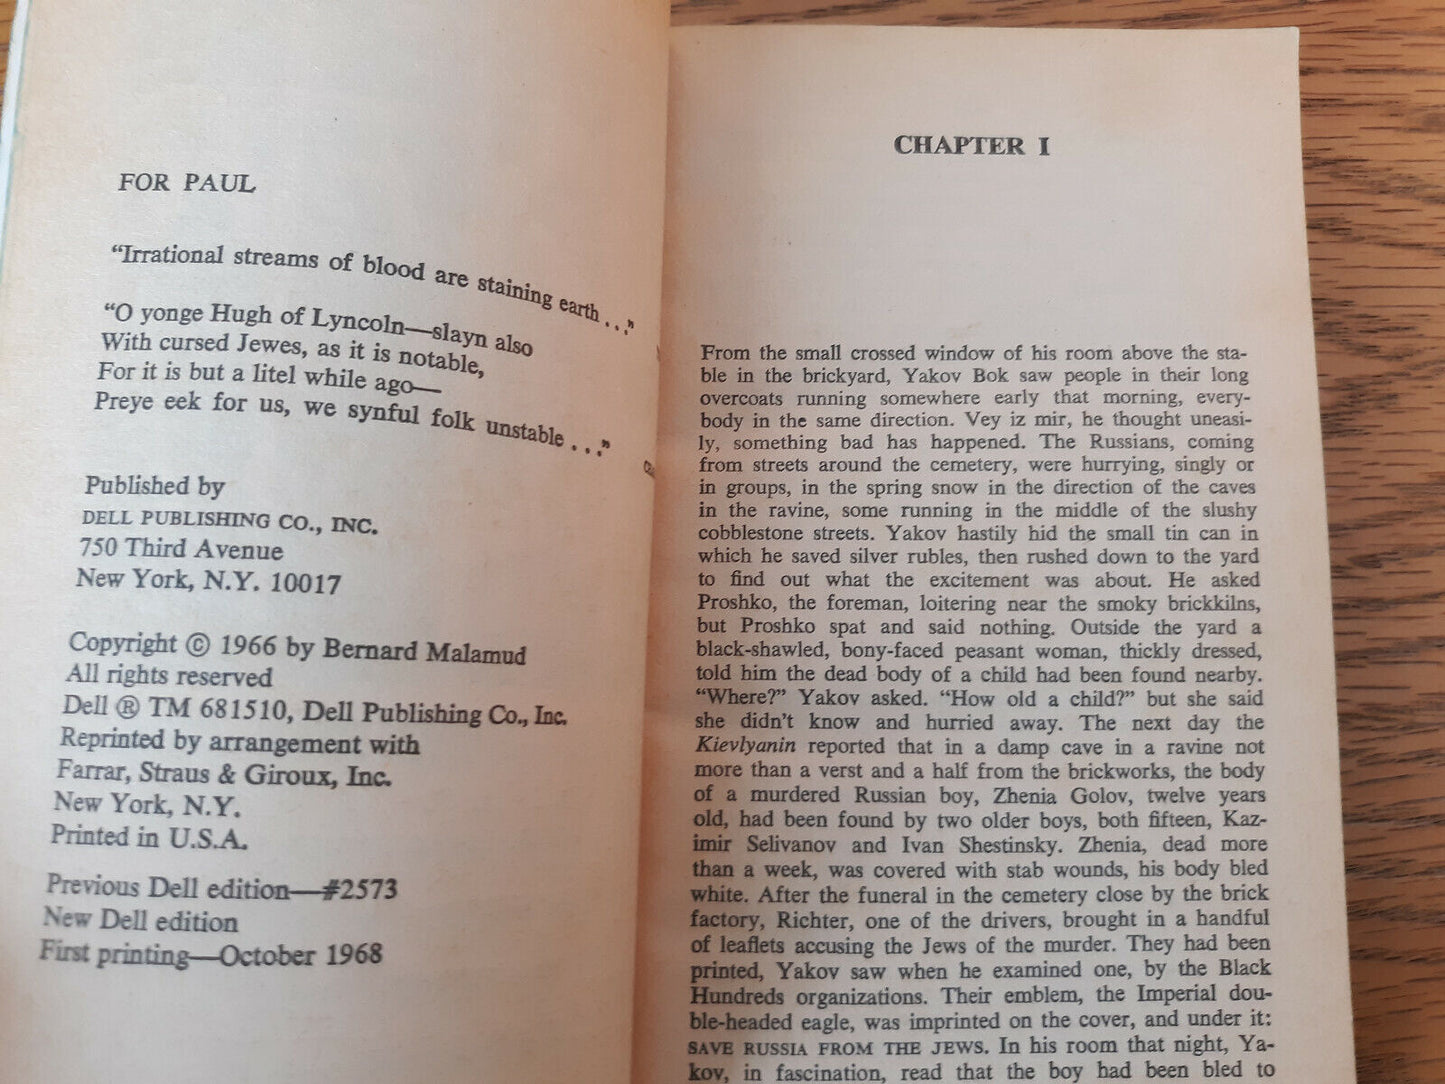 FOR PAUL
“Irrational streams of blood are staining earth . . .”
“O yonge Hugh of Lyncoln—slayn also
With cursed Jewes, as it is notable,
For it is but a litel while ago—
Preye eek for us, we synful folk unstable . . .”
Published by
DELL PUBLISHING CO., INC.
750 Third Avenue
New York, N.Y. 10017
Copyright © 1966 by Bernard Malamud
All rights reserved
Dell ® TM 681510, Dell Publishing Co., Inc.
Reprinted by arrangement with
Farrar, Straus & Giroux, Inc.
New York, N.Y.
Printed in U.S.A.
Previous Dell edition—#2573
New Dell edition
First printing—October 1968
CHAPTER I
From the small crossed window of his room above the sta-
ble in the brickyard, Yakov Bok saw people in their long
overcoats running somewhere early that morning, every-
body in the same direction. Vey iz mir, he thought uneasi-
ly, something bad has happened. The Russians, coming
from streets around the cemetery, were hurrying, singly or
in groups, in the spring snow in the direction of the caves
in the ravine, some running in the middle of the slushy
cobblestone streets. Yakov hastily hid the small tin can in
which he saved silver rubles, then rushed down to the yard
to find out what the excitement was about. He asked
Proshko, the foreman, loitering near the smoky brickkilns,
but Proshko spat and said nothing. Outside the yard a
black-shawled, bony-faced peasant woman, thickly dressed,
told him the dead body of a child had been found nearby.
“Where?” Yakov asked. “How old a child?” but she said
she didn’t know and hurried away. The next day the
Kievlyanin reported that in a damp cave in a ravine not
more than a verst and a half from the brickworks, the body
of a murdered Russian boy, Zhenia Golov, twelve years
old, had been found by two older boys, both fifteen, Kaz-
imir Selivanov and Ivan Shestinsky. Zhenia, dead more
than a week, was covered with stab wounds, his body bled
white. After the funeral in the cemetery close by the brick
factory, Richter, one of the drivers, brought in a handful
of leaflets accusing the Jews of the murder. They had been
printed, Yakov saw when he examined one, by the Black
Hundreds organizations. Their emblem, the Imperial dou-
ble-headed eagle, was imprinted on the cover, and under it:
SAVE RUSSIA FROM THE JEWS. In his room that night, Ya-
kov, in fascination, read that the boy had been bled to